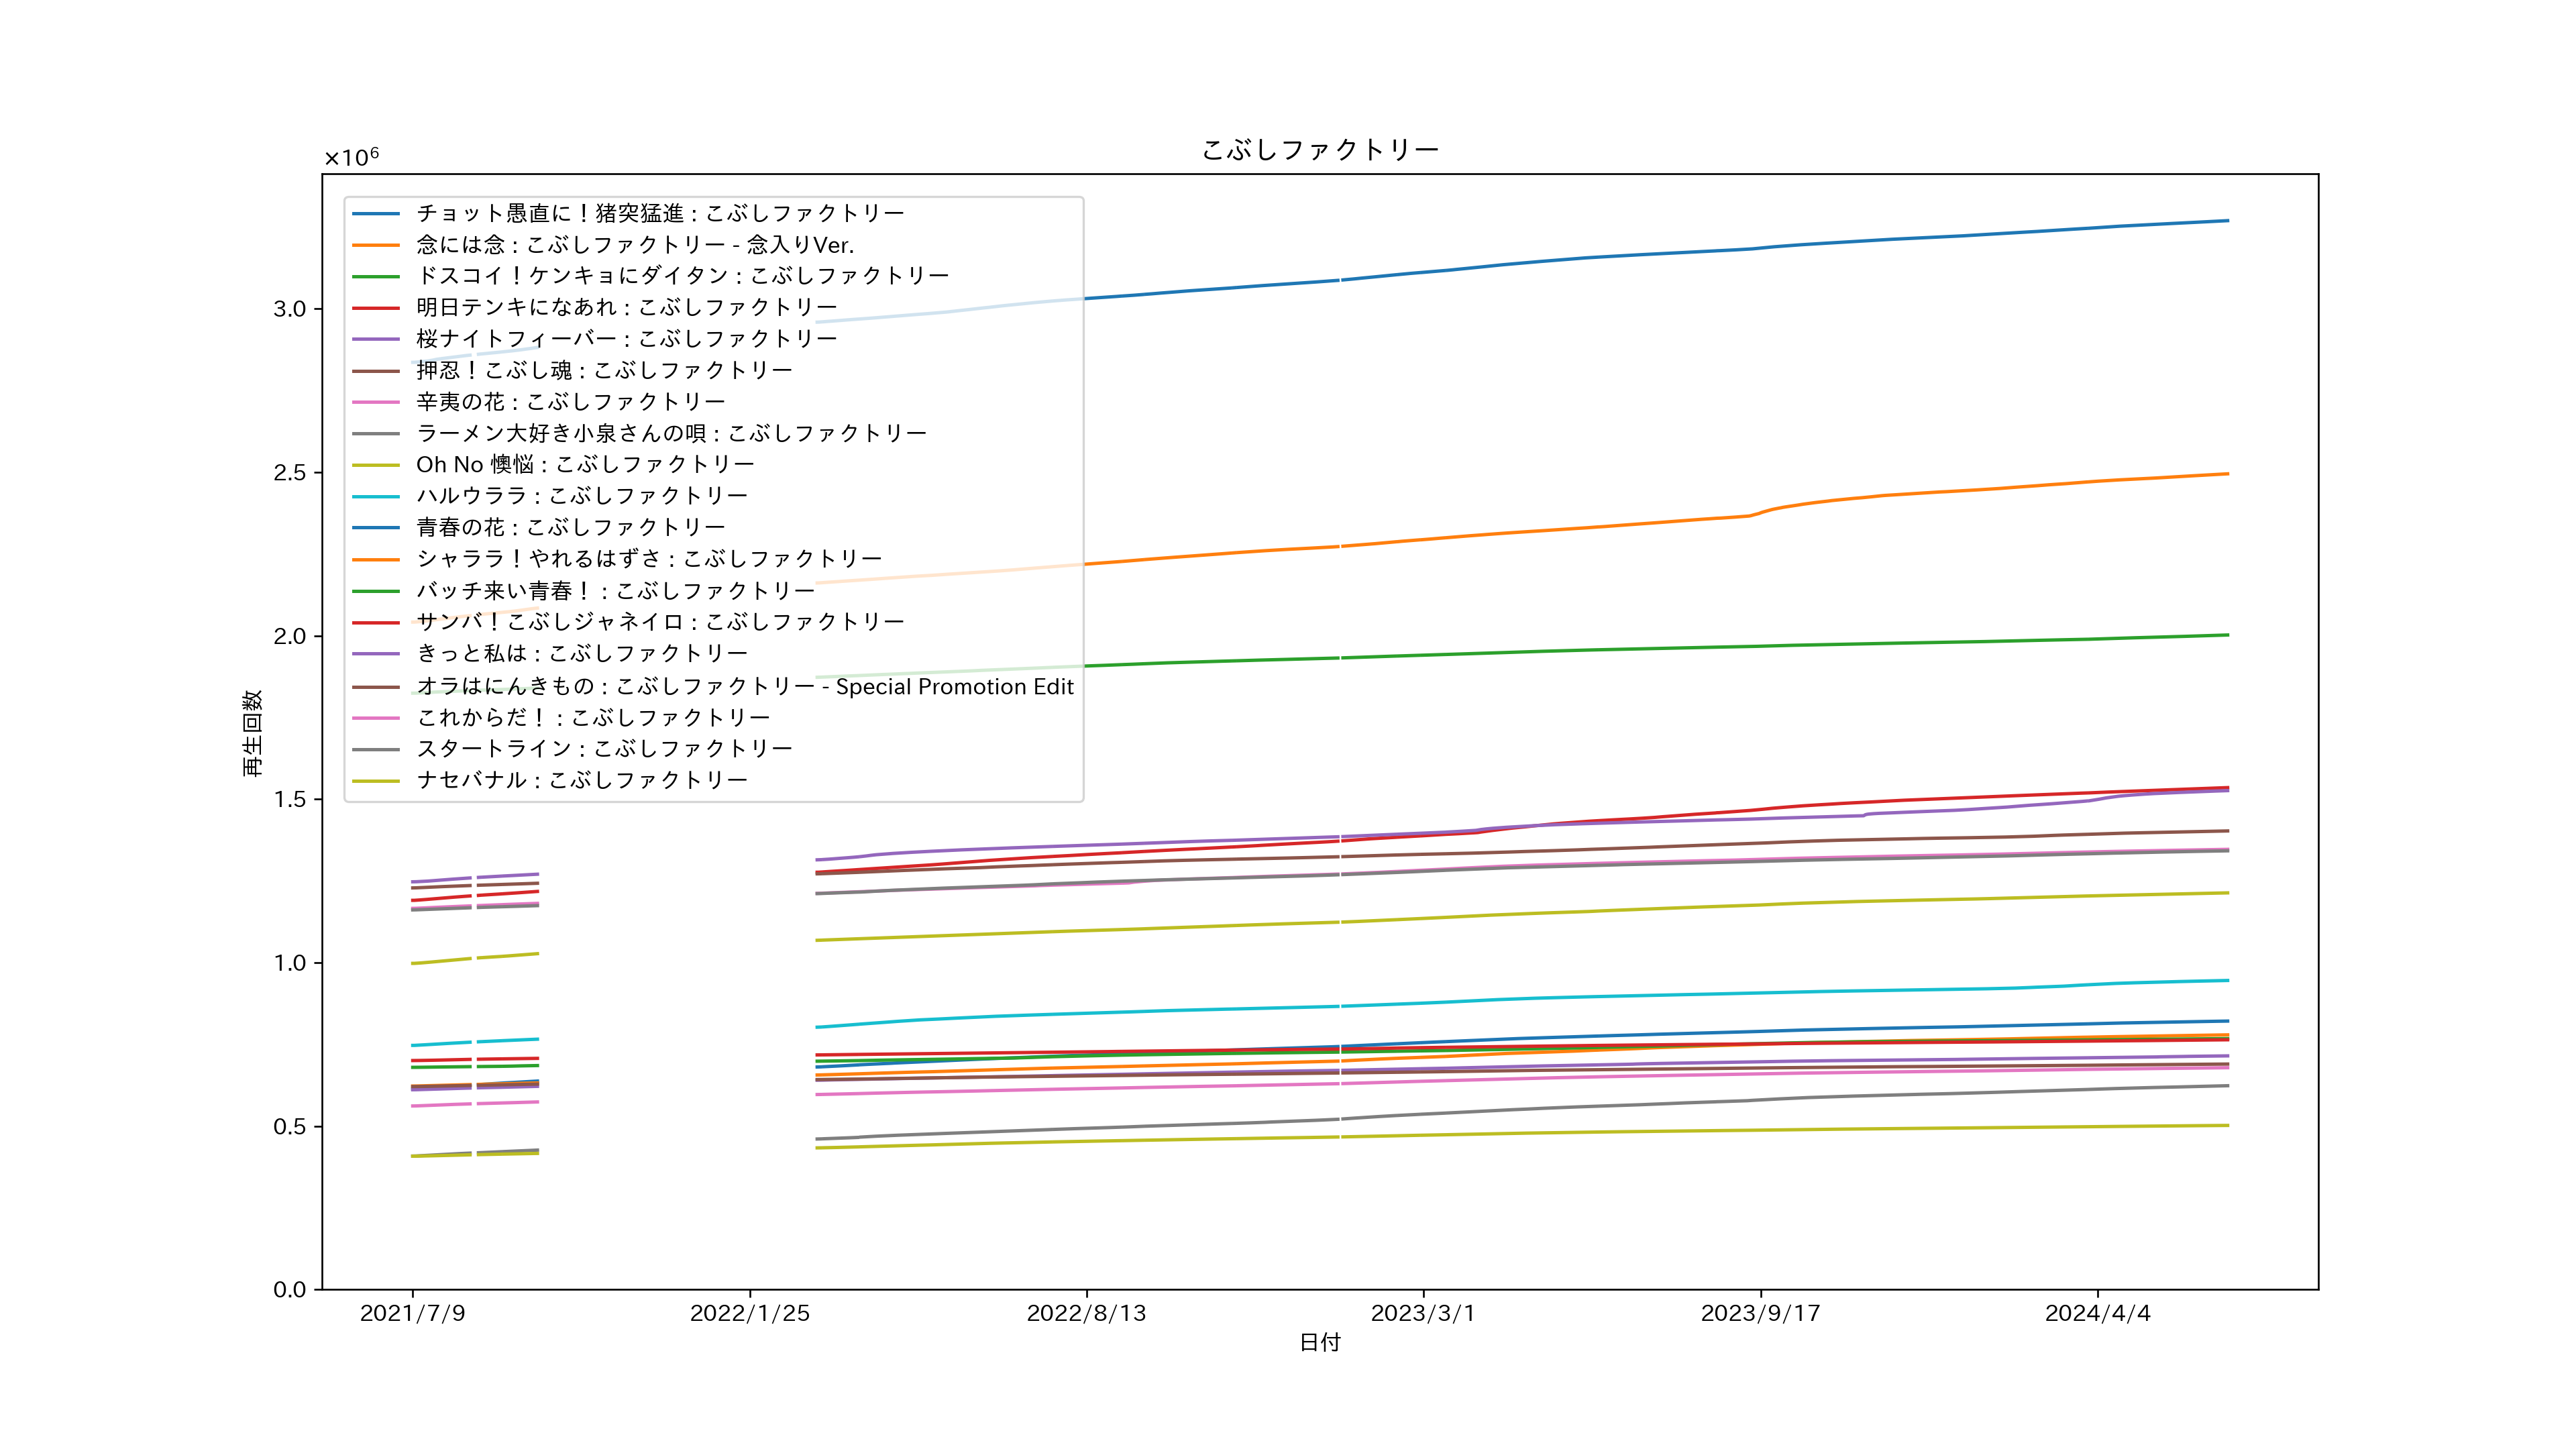 こぶしファクトリー
×10⁶
チョット愚直に！猪突猛進 : こぶしファクトリー
念には念 : こぶしファクトリー - 念入りVer.
ドスコイ！ケンキョにダイタン : こぶしファクトリー
明日テンキになあれ : こぶしファクトリー
桜ナイトフィーバー : こぶしファクトリー
押忍！こぶし魂 : こぶしファクトリー
辛夷の花 : こぶしファクトリー
ラーメン大好き小泉さんの唄 : こぶしファクトリー
Oh No 懊悩 : こぶしファクトリー
ハルウララ : こぶしファクトリー
青春の花 : こぶしファクトリー
シャララ！やれるはずさ : こぶしファクトリー
バッチ来い青春！ : こぶしファクトリー
サンバ！こぶしジャネイロ : こぶしファクトリー
きっと私は : こぶしファクトリー
オラはにんきもの : こぶしファクトリー - Special Promotion Edit
これからだ！ : こぶしファクトリー
スタートライン : こぶしファクトリー
ナセバナル : こぶしファクトリー
3.0
2.5
2.0
1.5
1.0
0.5
0.0
再生回数
2021/7/9
2022/1/25
2022/8/13
2023/3/1
2023/9/17
2024/4/4
日付